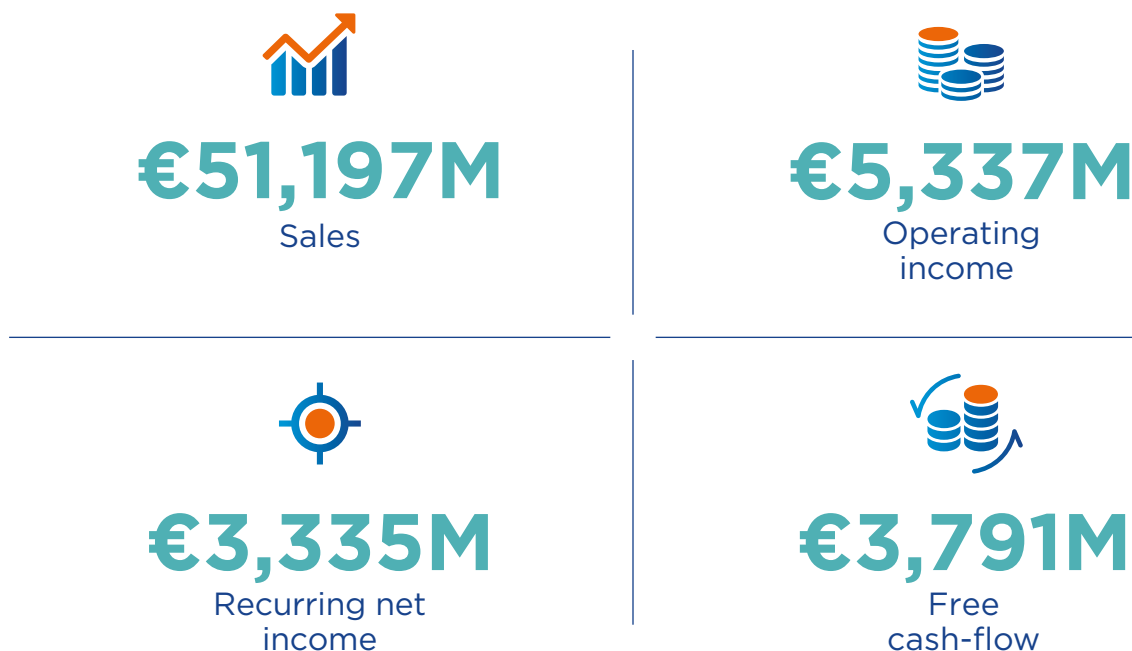 €51,197M
Sales
€5,337M
Operating
income
€3,335M
Recurring net
income
€3,791M
Free
cash-flow